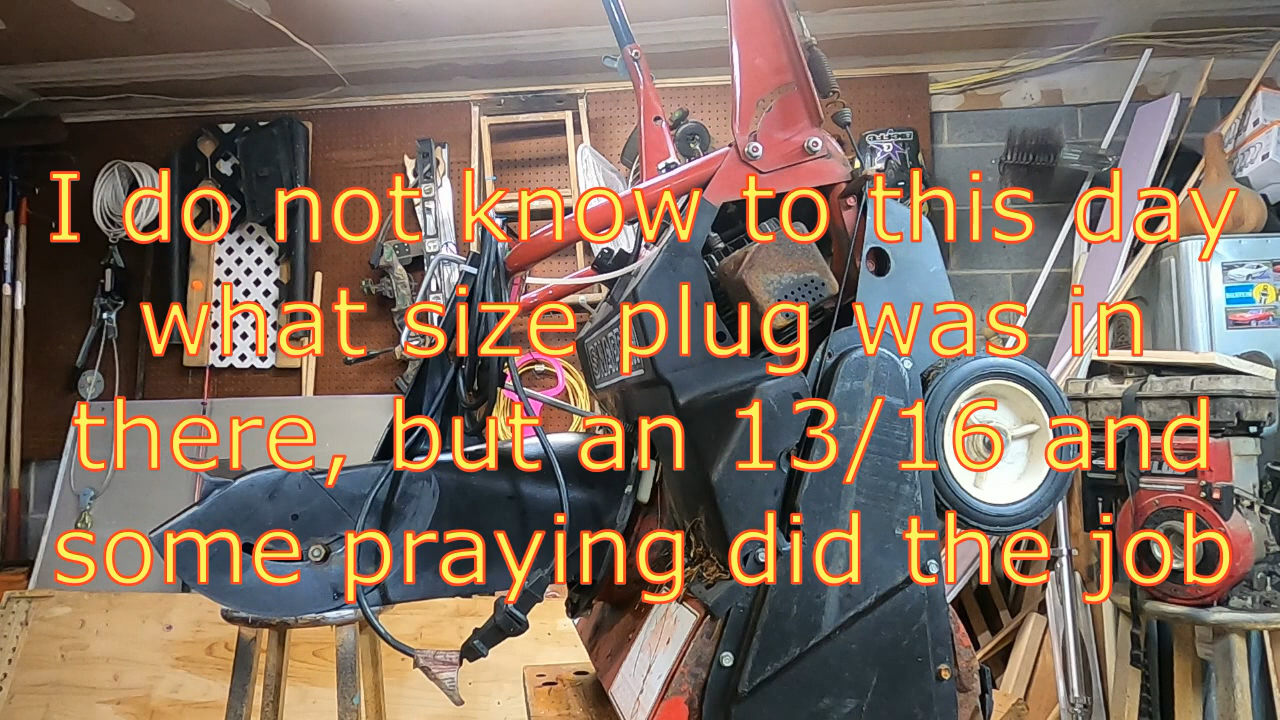 I do not know to this day
what size plug was in
there, but an 13/16 and
some praying did the job
BILSTEIN